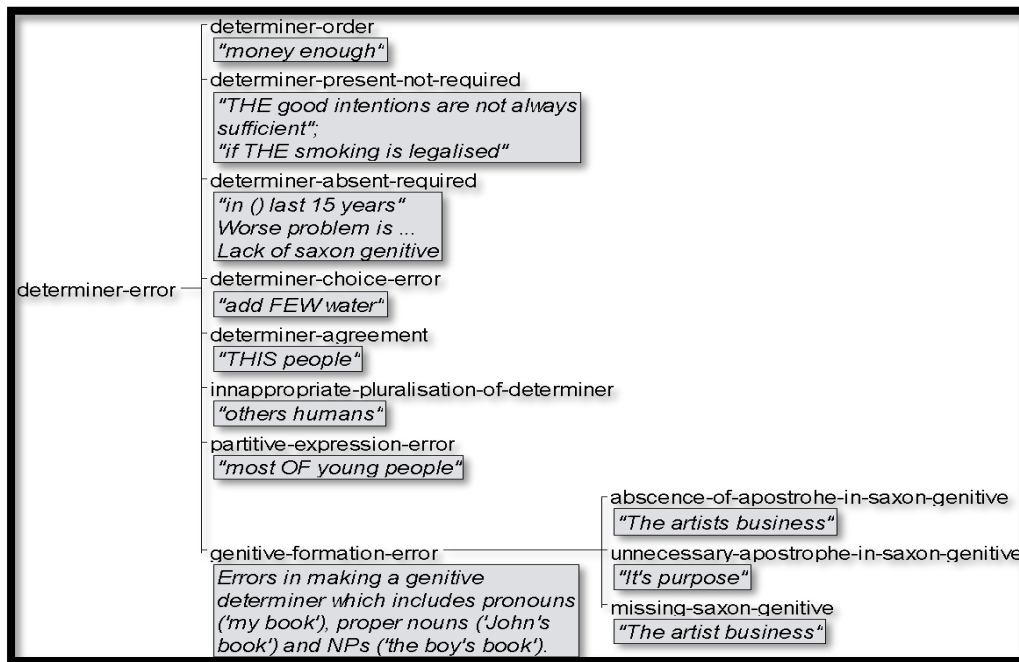 determiner-order
"money enough"
determiner-present-not-required
"THE good intentions are not always
sufficient";
"if THE smoking is legalised"
determiner-absent-required
"in () last 15 years"
Worse problem is ...
Lack of saxon genitive
determiner-error
determiner-choice-error
"add FEW water"
determiner-agreement
"THIS people"
innappropriate-pluralisation-of-determiner
"others humans"
partitive-expression-error
"most OF young people"
genitive-formation-error
Errors in making a genitive
determiner which includes pronouns
('my book'), proper nouns ('John's
book') and NPs ('the boy's book').
abscence-of-apostrohe-in-saxon-genitive
"The artists business"
unnecessary-apostrophe-in-saxon-genitive
"It's purpose"
missing-saxon-genitive
"The artist business"